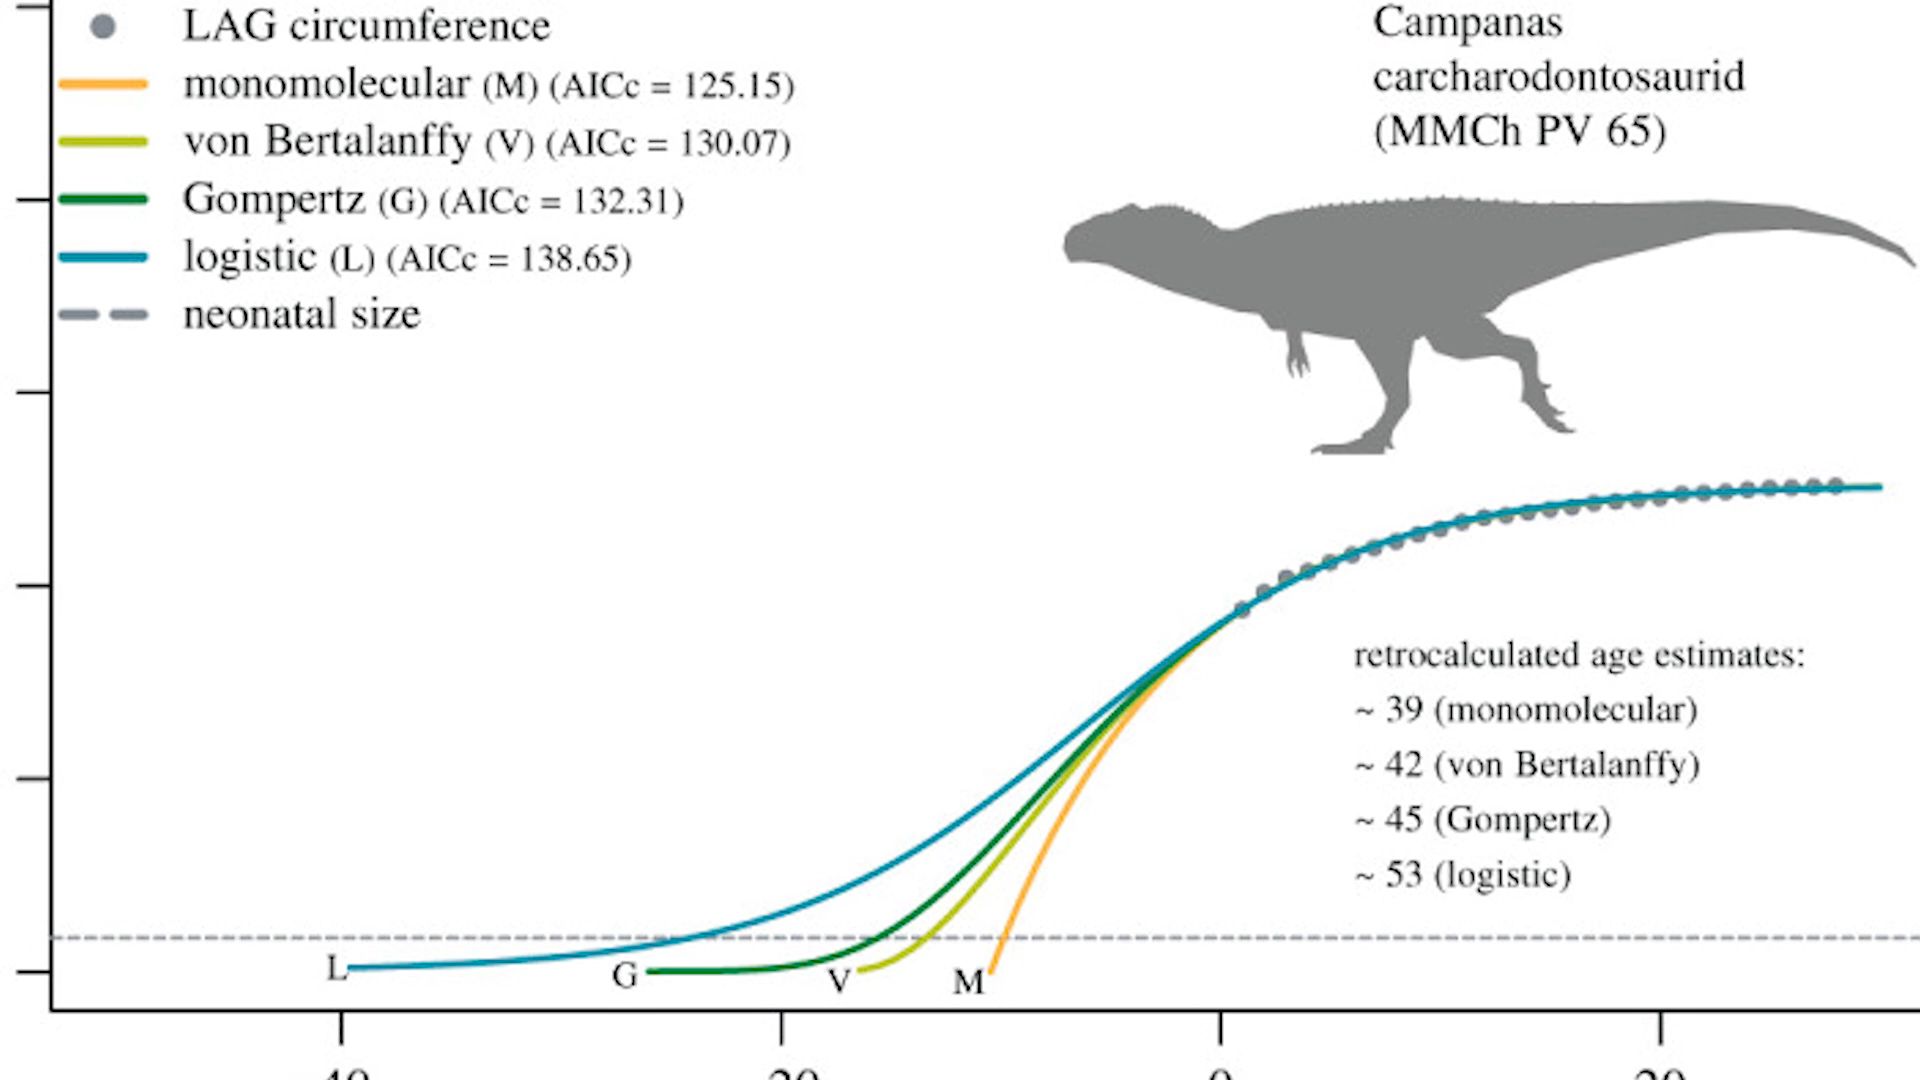 LAG circumference
monomolecular (M) (AICc = 125.15)
von Bertalanffy (V) (AICc = 130.07)
Gompertz (G) (AICc = 132.31)
logistic (L) (AICc = 138.65)
neonatal size
Campanas
carcharodontosaurid
(MMCh PV 65)
retrocalculated age estimates:
~ 39 (monomolecular)
~ 42 (von Bertalanffy)
~ 45 (Gompertz)
~ 53 (logistic)
L
G
V
M